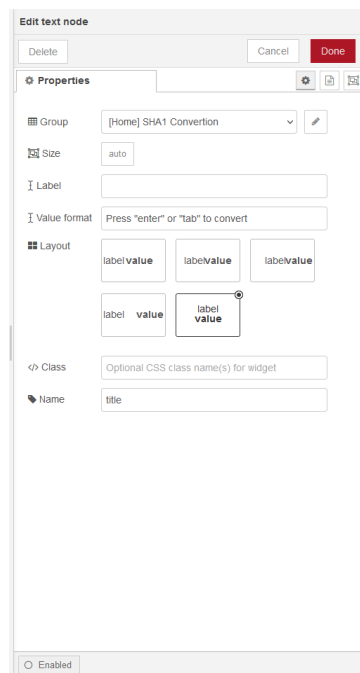 Edit text node
Delete Cancel Done
Properties
Group [Home] SHA1 Convertion
Size auto
Label
Value format Press "enter" or "tab" to convert
Layout
label value label value label value
label value label
value
Class Optional CSS class name(s) for widget
Name title
Enabled